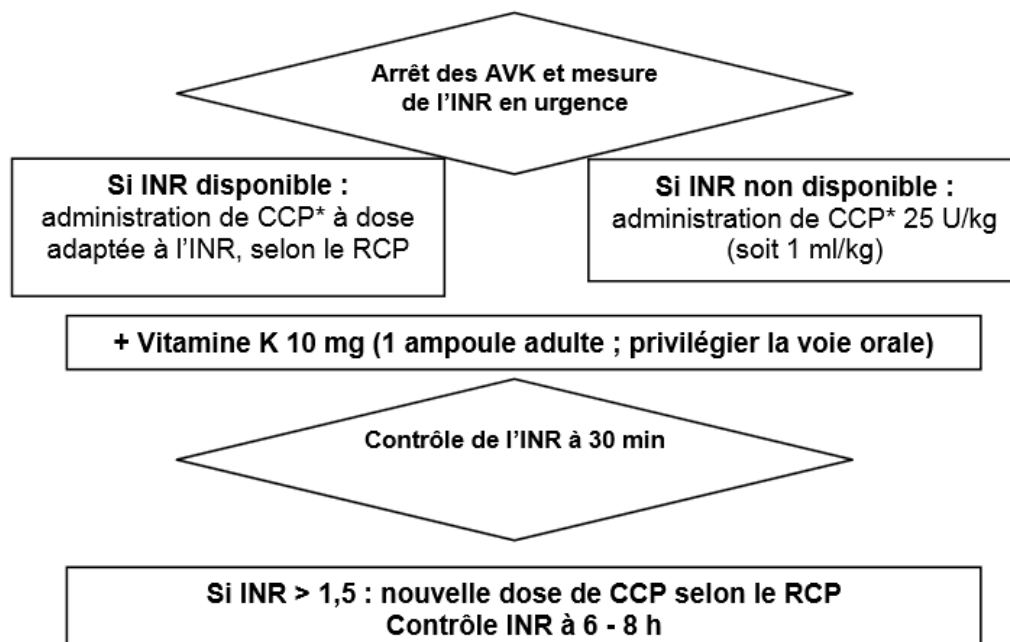 Arrêt des AVK et mesure
de l'INR en urgence
Si INR disponible :
administration de CCP* à dose
adaptée à l'INR, selon le RCP
Si INR non disponible :
administration de CCP* 25 U/kg
(soit 1 ml/kg)
+ Vitamine K 10 mg (1 ampoule adulte ; privilégier la voie orale)
Contrôle de l'INR à 30 min
Si INR > 1,5 : nouvelle dose de CCP selon le RCP
Contrôle INR à 6 - 8 h